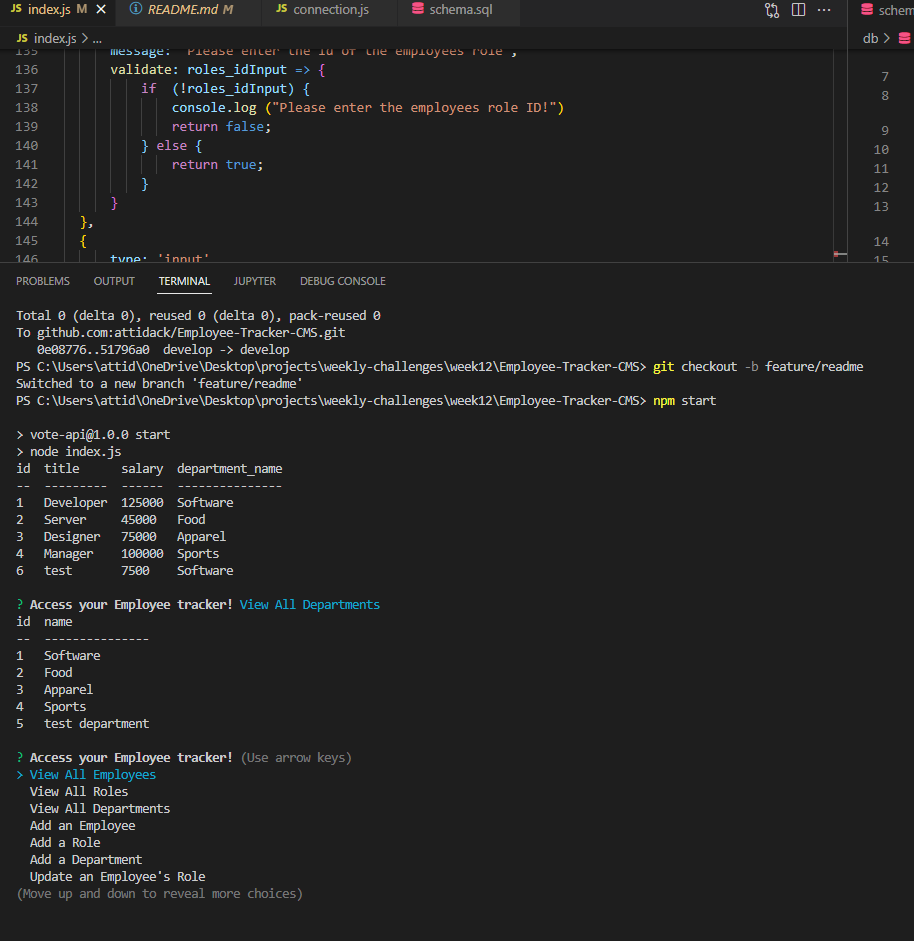 JS index.js M X
ⓘ README.md M
JS connection.js
schema.sql
···
schem
JS index.js > ...
db >
135 message: 'Please enter the id of the employees role',
136 validate: roles_idInput => {
137 if (!roles_idInput) {
138 console.log ("Please enter the employees role ID!")
139 return false;
140 } else {
141 return true;
142 }
143 }
144 },
145 {
146 type: 'input'
7
8
9
10
11
12
13
14
15
PROBLEMS OUTPUT TERMINAL JUPYTER DEBUG CONSOLE
Total 0 (delta 0), reused 0 (delta 0), pack-reused 0
To github.com:attidack/Employee-Tracker-CMS.git
0e08776..51796a0 develop -> develop
PS C:\Users\attid\OneDrive\Desktop\projects\weekly-challenges\week12\Employee-Tracker-CMS> git checkout -b feature/readme
Switched to a new branch 'feature/readme'
PS C:\Users\attid\OneDrive\Desktop\projects\weekly-challenges\week12\Employee-Tracker-CMS> npm start
> vote-api@1.0.0 start
> node index.js
id title salary department_name
-- --------- ------ ---------------
1 Developer 125000 Software
2 Server 45000 Food
3 Designer 75000 Apparel
4 Manager 100000 Sports
6 test 7500 Software
? Access your Employee tracker! View All Departments
id name
-- ---------------
1 Software
2 Food
3 Apparel
4 Sports
5 test department
? Access your Employee tracker! (Use arrow keys)
> View All Employees
View All Roles
View All Departments
Add an Employee
Add a Role
Add a Department
Update an Employee's Role
(Move up and down to reveal more choices)